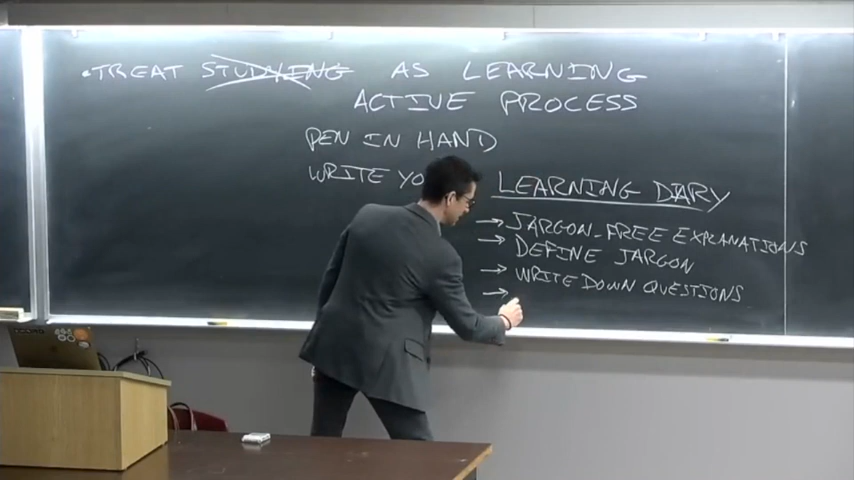 • TREAT STUDYING AS LEARNING
ACTIVE PROCESS
PEN IN HAND
WRITE YO
LEARNING DIARY
→ JARGON-FREE EXPLANATIONS
→ DEFINE JARGON
→ WRITE DOWN QUESTIONS
→